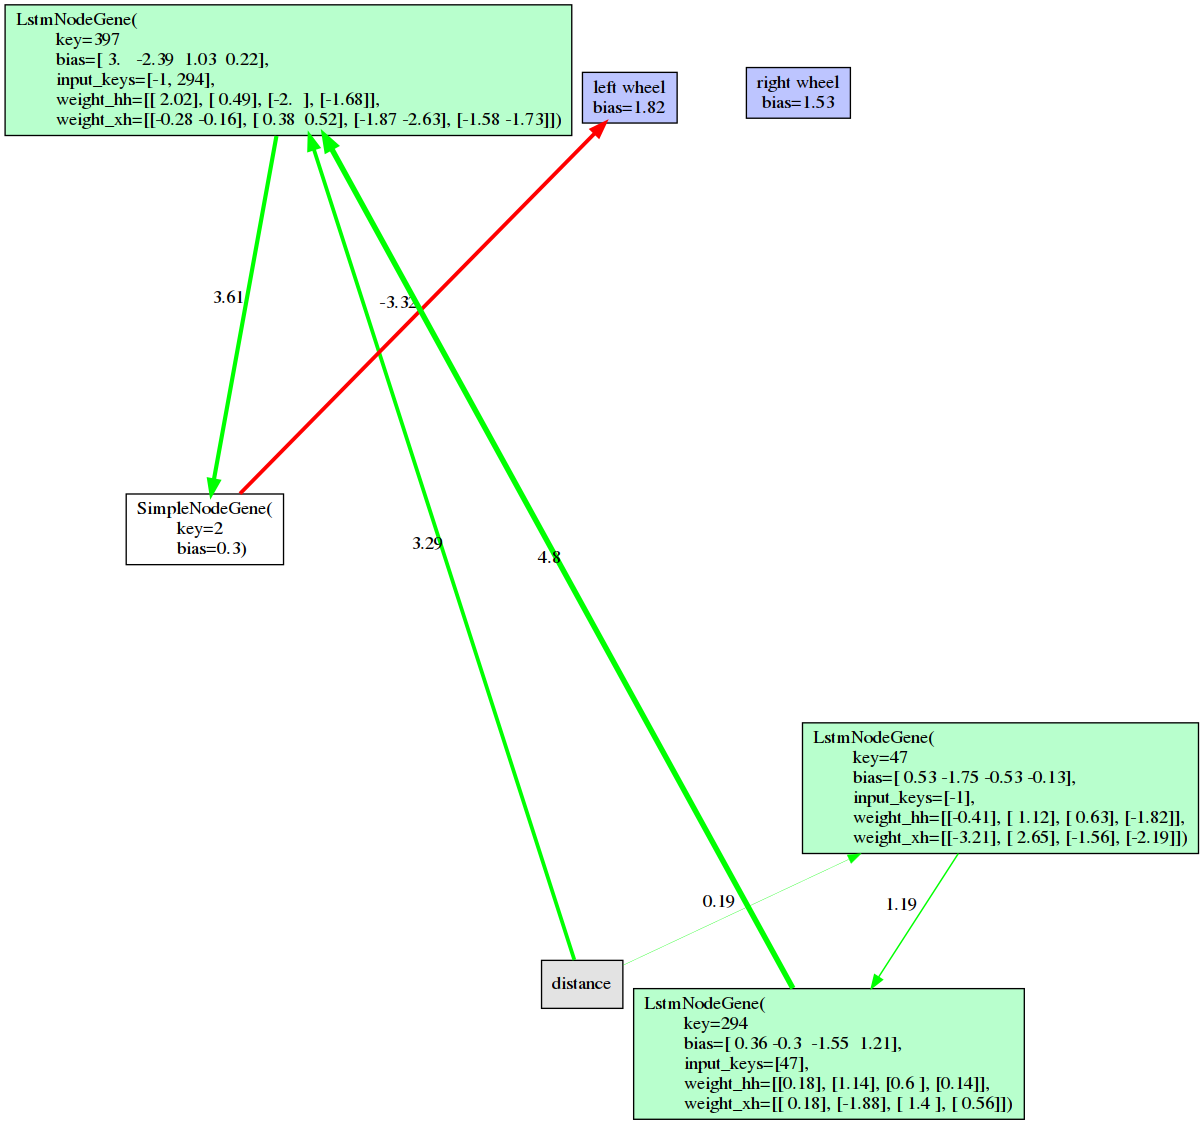 LstmNodeGene(
key=397
bias=[ 3.   -2.39  1.03  0.22],
input_keys=[-1, 294],
weight_hh=[[ 2.02], [ 0.49], [-2.  ], [-1.68]],
weight_xh=[[-0.28 -0.16], [ 0.38  0.52], [-1.87 -2.63], [-1.58 -1.73]])
left wheel
bias=1.82
right wheel
bias=1.53
3.61
-3.32
SimpleNodeGene(
key=2
bias=0.3)
3.29
4.8
LstmNodeGene(
key=47
bias=[ 0.53 -1.75 -0.53 -0.13],
input_keys=[-1],
weight_hh=[[-0.41], [ 1.12], [ 0.63], [-1.82]],
weight_xh=[[-3.21], [ 2.65], [-1.56], [-2.19]])
0.19
1.19
distance
LstmNodeGene(
key=294
bias=[ 0.36 -0.3  -1.55  1.21],
input_keys=[47],
weight_hh=[[0.18], [1.14], [0.6 ], [0.14]],
weight_xh=[[ 0.18], [-1.88], [ 1.4 ], [ 0.56]])